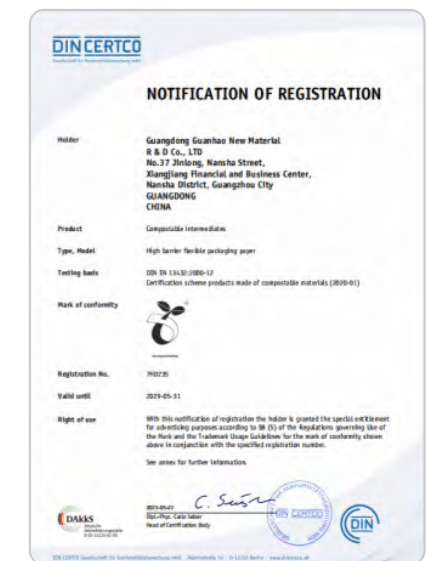 DIN CERTCO
NOTIFICATION OF REGISTRATION
Holder
Guangdong Guanhao New Material
R & D Co., LTD
No.37 Jinlong, Nansha Street,
Xiangjiang Financial and Business Center,
Nansha District, Guangzhou City
GUANGDONG
CHINA
Product
Compostable intermediates
Type, Model
High barrier flexible packaging paper
Testing basis
DIN EN 13432:2000-12
Certification scheme products made of compostable materials (2020-01)
Mark of conformity
Registration No.
Valid until
Right of use
With this notification of registration the holder is granted the special entitlement
for advertising purposes according to §8 (5) of the Regulations governing Use of
the Mark and the Trademark Usage Guidelines for the mark of conformity shown
above in conjunction with the specified registration number.
See annex for further information.
Head of Certification Body
DAkkS
DIN CERTCO
DIN